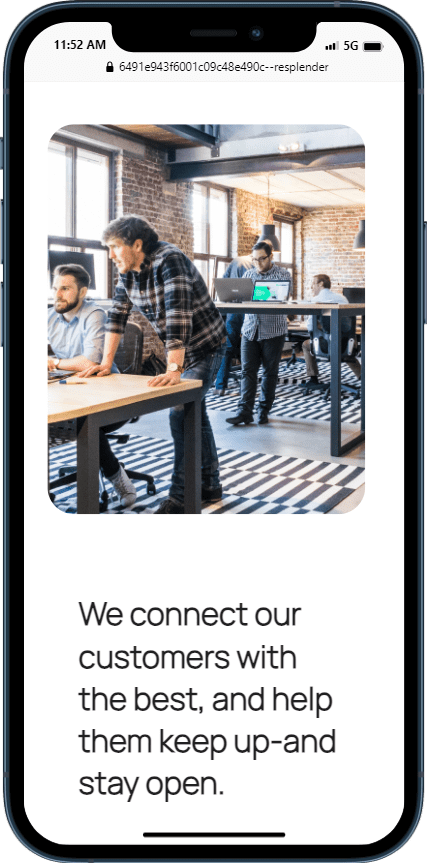 11:52 AM
5G
6491e943f6001c09c48e490c--resplender
We connect our
customers with
the best, and help
them keep up-and
stay open.